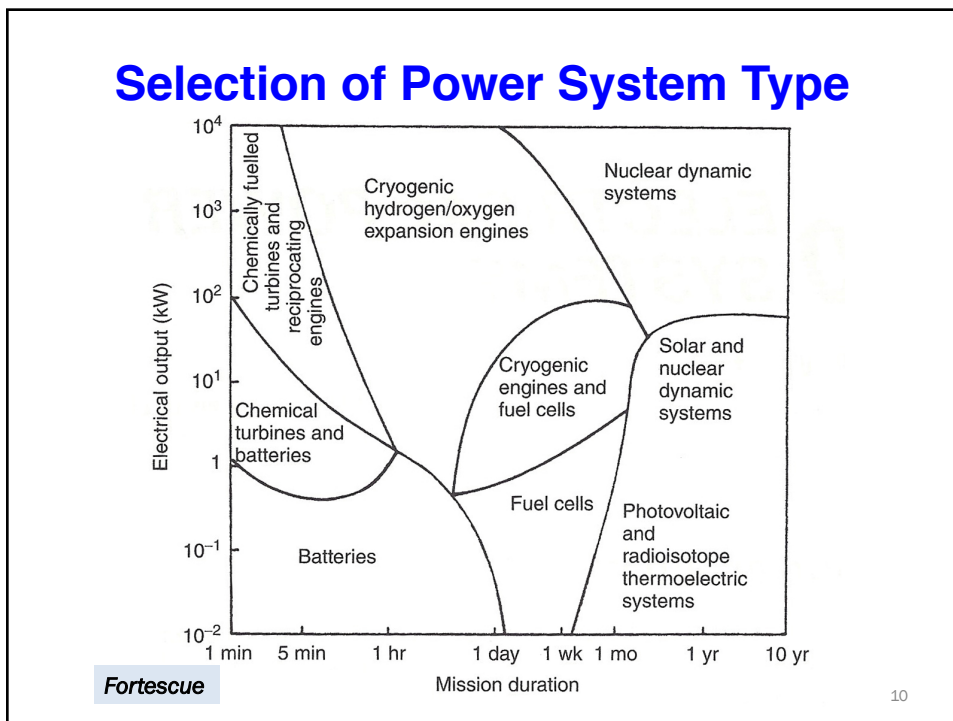 Selection of Power System Type
10⁴
10³
10²
10¹
1
10⁻¹
10⁻²
Electrical output (kW)
Chemically fuelled
turbines and
reciprocating
engines
Cryogenic
hydrogen/oxygen
expansion engines
Nuclear dynamic
systems
Chemical
turbines and
batteries
Cryogenic
engines and
fuel cells
Solar and
nuclear
dynamic
systems
Batteries
Fuel cells
Photovoltaic
and
radioisotope
thermoelectric
systems
1 min 5 min 1 hr 1 day 1 wk 1 mo 1 yr 10 yr
Mission duration
Fortescue
10